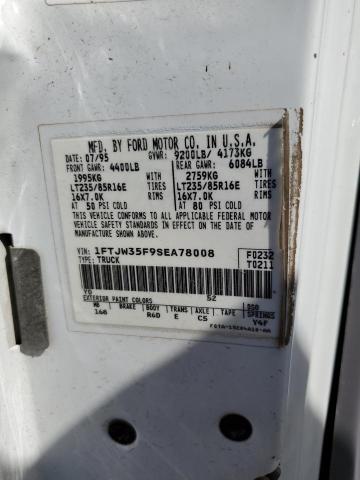 MFD. BY FORD MOTOR CO. IN U.S.A.
DATE: 07/95 GVWR: 9200LB/ 4173KG
FRONT GAWR: 4400LB REAR GAWR: 6084LB
1995KG 2759KG
LT235/85R16E TIRES LT235/85R16E TIRES
16X7.0K RIMS 16X7.0K RIMS
AT 50 PSI COLD AT 80 PSI COLD
THIS VEHICLE CONFORMS TO ALL APPLICABLE FEDERAL MOTOR
VEHICLE SAFETY STANDARDS IN EFFECT ON THE DATE OF
MANUFACTURE SHOWN ABOVE.
VIN: 1FTJW35F9SEA78008 F0232
TYPE: TRUCK T0211
YO 52
EXTERIOR PAINT COLORS DSO
WB BRAKE BODY TRANS AXLE TAPE SPRINGS
168 R6D E C5 Y4F